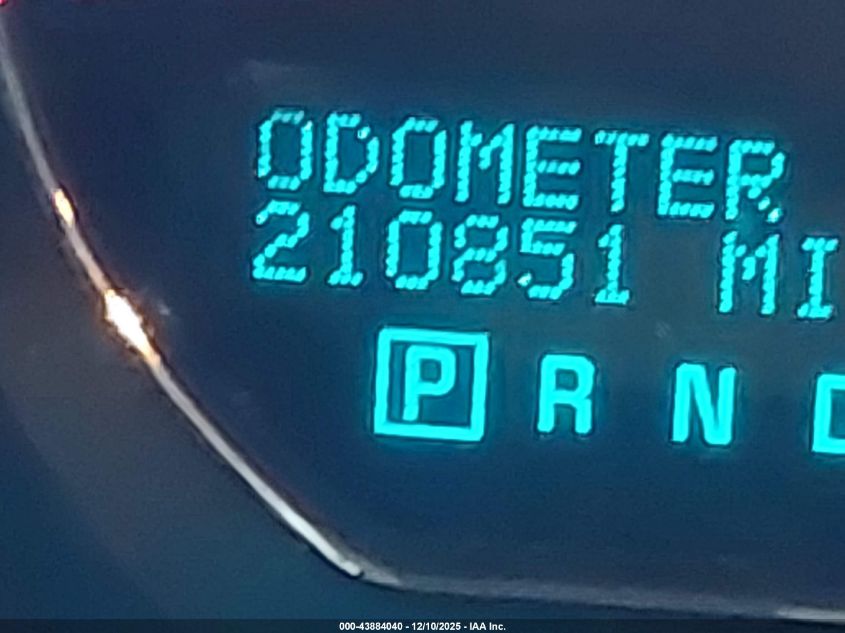 ODOMETER
210851 MI
P R N
000-43884040 - 12/10/2025 - IAA Inc.